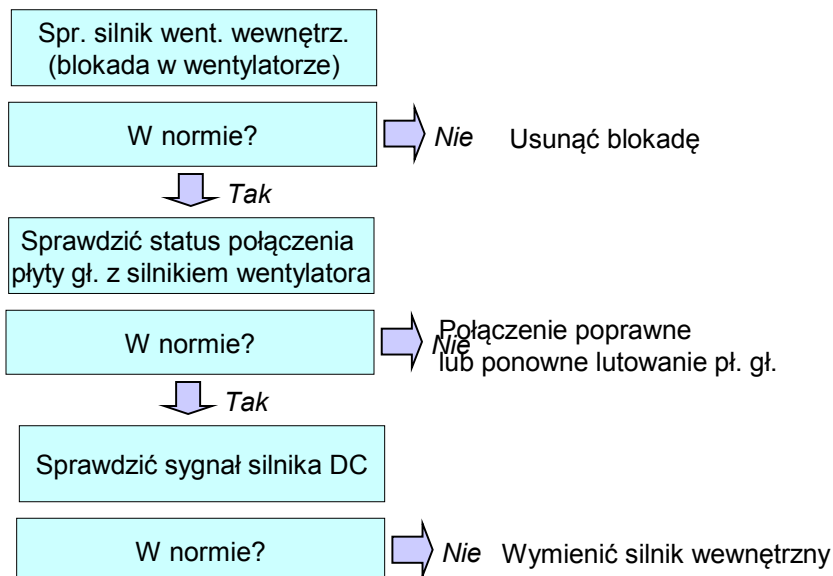 Spr. silnik went. wewnętrz.
(blokada w wentylatorze)
W normie?
Nie
Usunąć blokadę
Tak
Sprawdzić status połączenia
płyty gł. z silnikiem wentylatora
W normie?
Nie
Połączenie poprawne
lub ponowne lutowanie pł. gł.
Tak
Sprawdzić sygnał silnika DC
W normie?
Nie
Wymienić silnik wewnętrzny